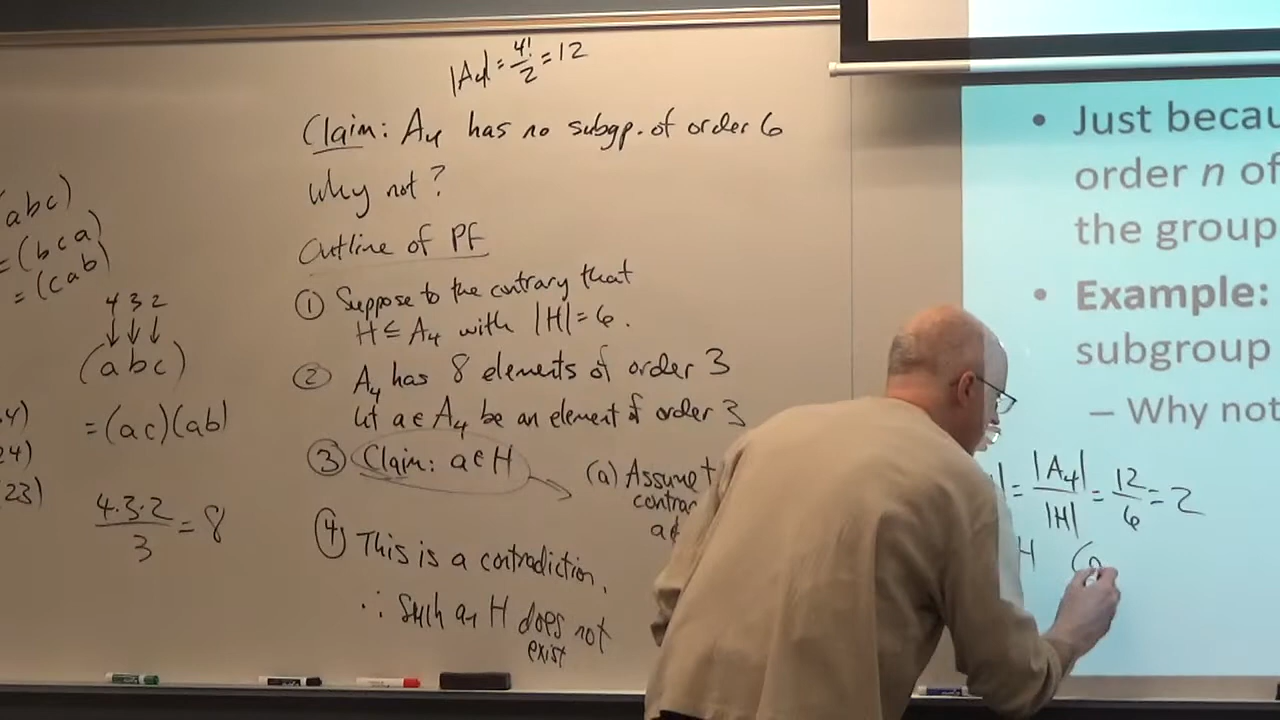 |A4| = 4!/2 = 12
Claim: A4 has no subgp. of order 6
Why not?
Outline of PF
① Suppose to the contrary that
H ≤ A4 with |H| = 6.
② A4 has 8 elements of order 3
Let a ∈ A4 be an element of order 3
③ Claim: a ∈ H
④ This is a contradiction.
∴ Such an H does not
exist
(a) Assume
(abc)
= (bca)
= (cab)
4 3 2
(abc)
= (ac)(ab)
4·3·2/3 = 8
4)
24)
23)
= |A4|/|H| = 12/6 = 2
H
Just
order n of
the group
Example:
subgroup
– Why not